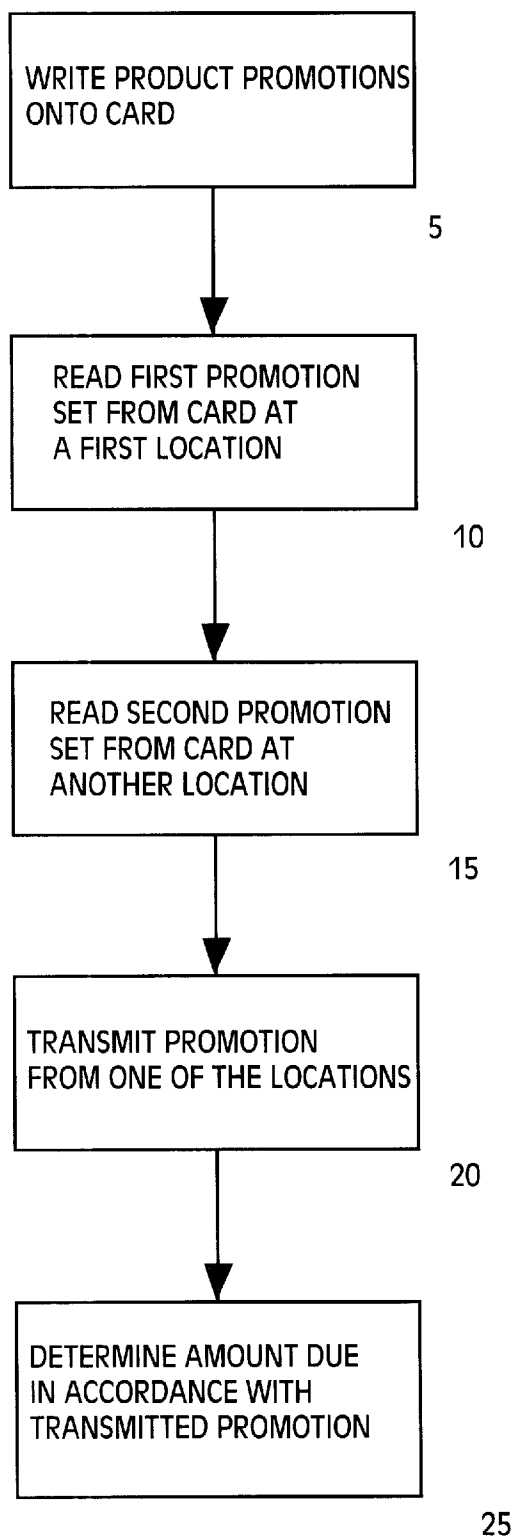 WRITE PRODUCT PROMOTIONS
ONTO CARD
5
READ FIRST PROMOTION
SET FROM CARD AT
A FIRST LOCATION
10
READ SECOND PROMOTION
SET FROM CARD AT
ANOTHER LOCATION
15
TRANSMIT PROMOTION
FROM ONE OF THE LOCATIONS
20
DETERMINE AMOUNT DUE
IN ACCORDANCE WITH
TRANSMITTED PROMOTION
25